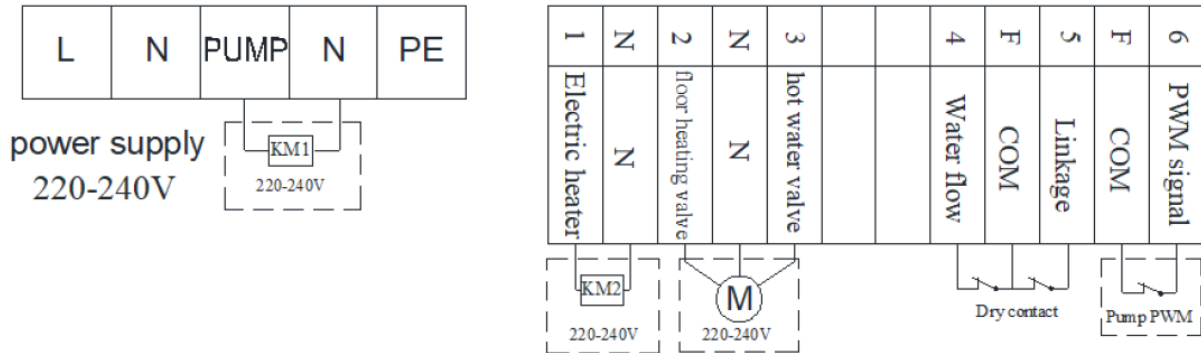 L N PUMP N PE
power supply
220-240V
KM1
220-240V
1 N 2 N 3 4 F 5 F 6
Electric heater
N
floor heating valve
N
hot water valve
Water flow
COM
Linkage
COM
PWM signal
KM2
220-240V
M
220-240V
Dry contact
Pump PWM